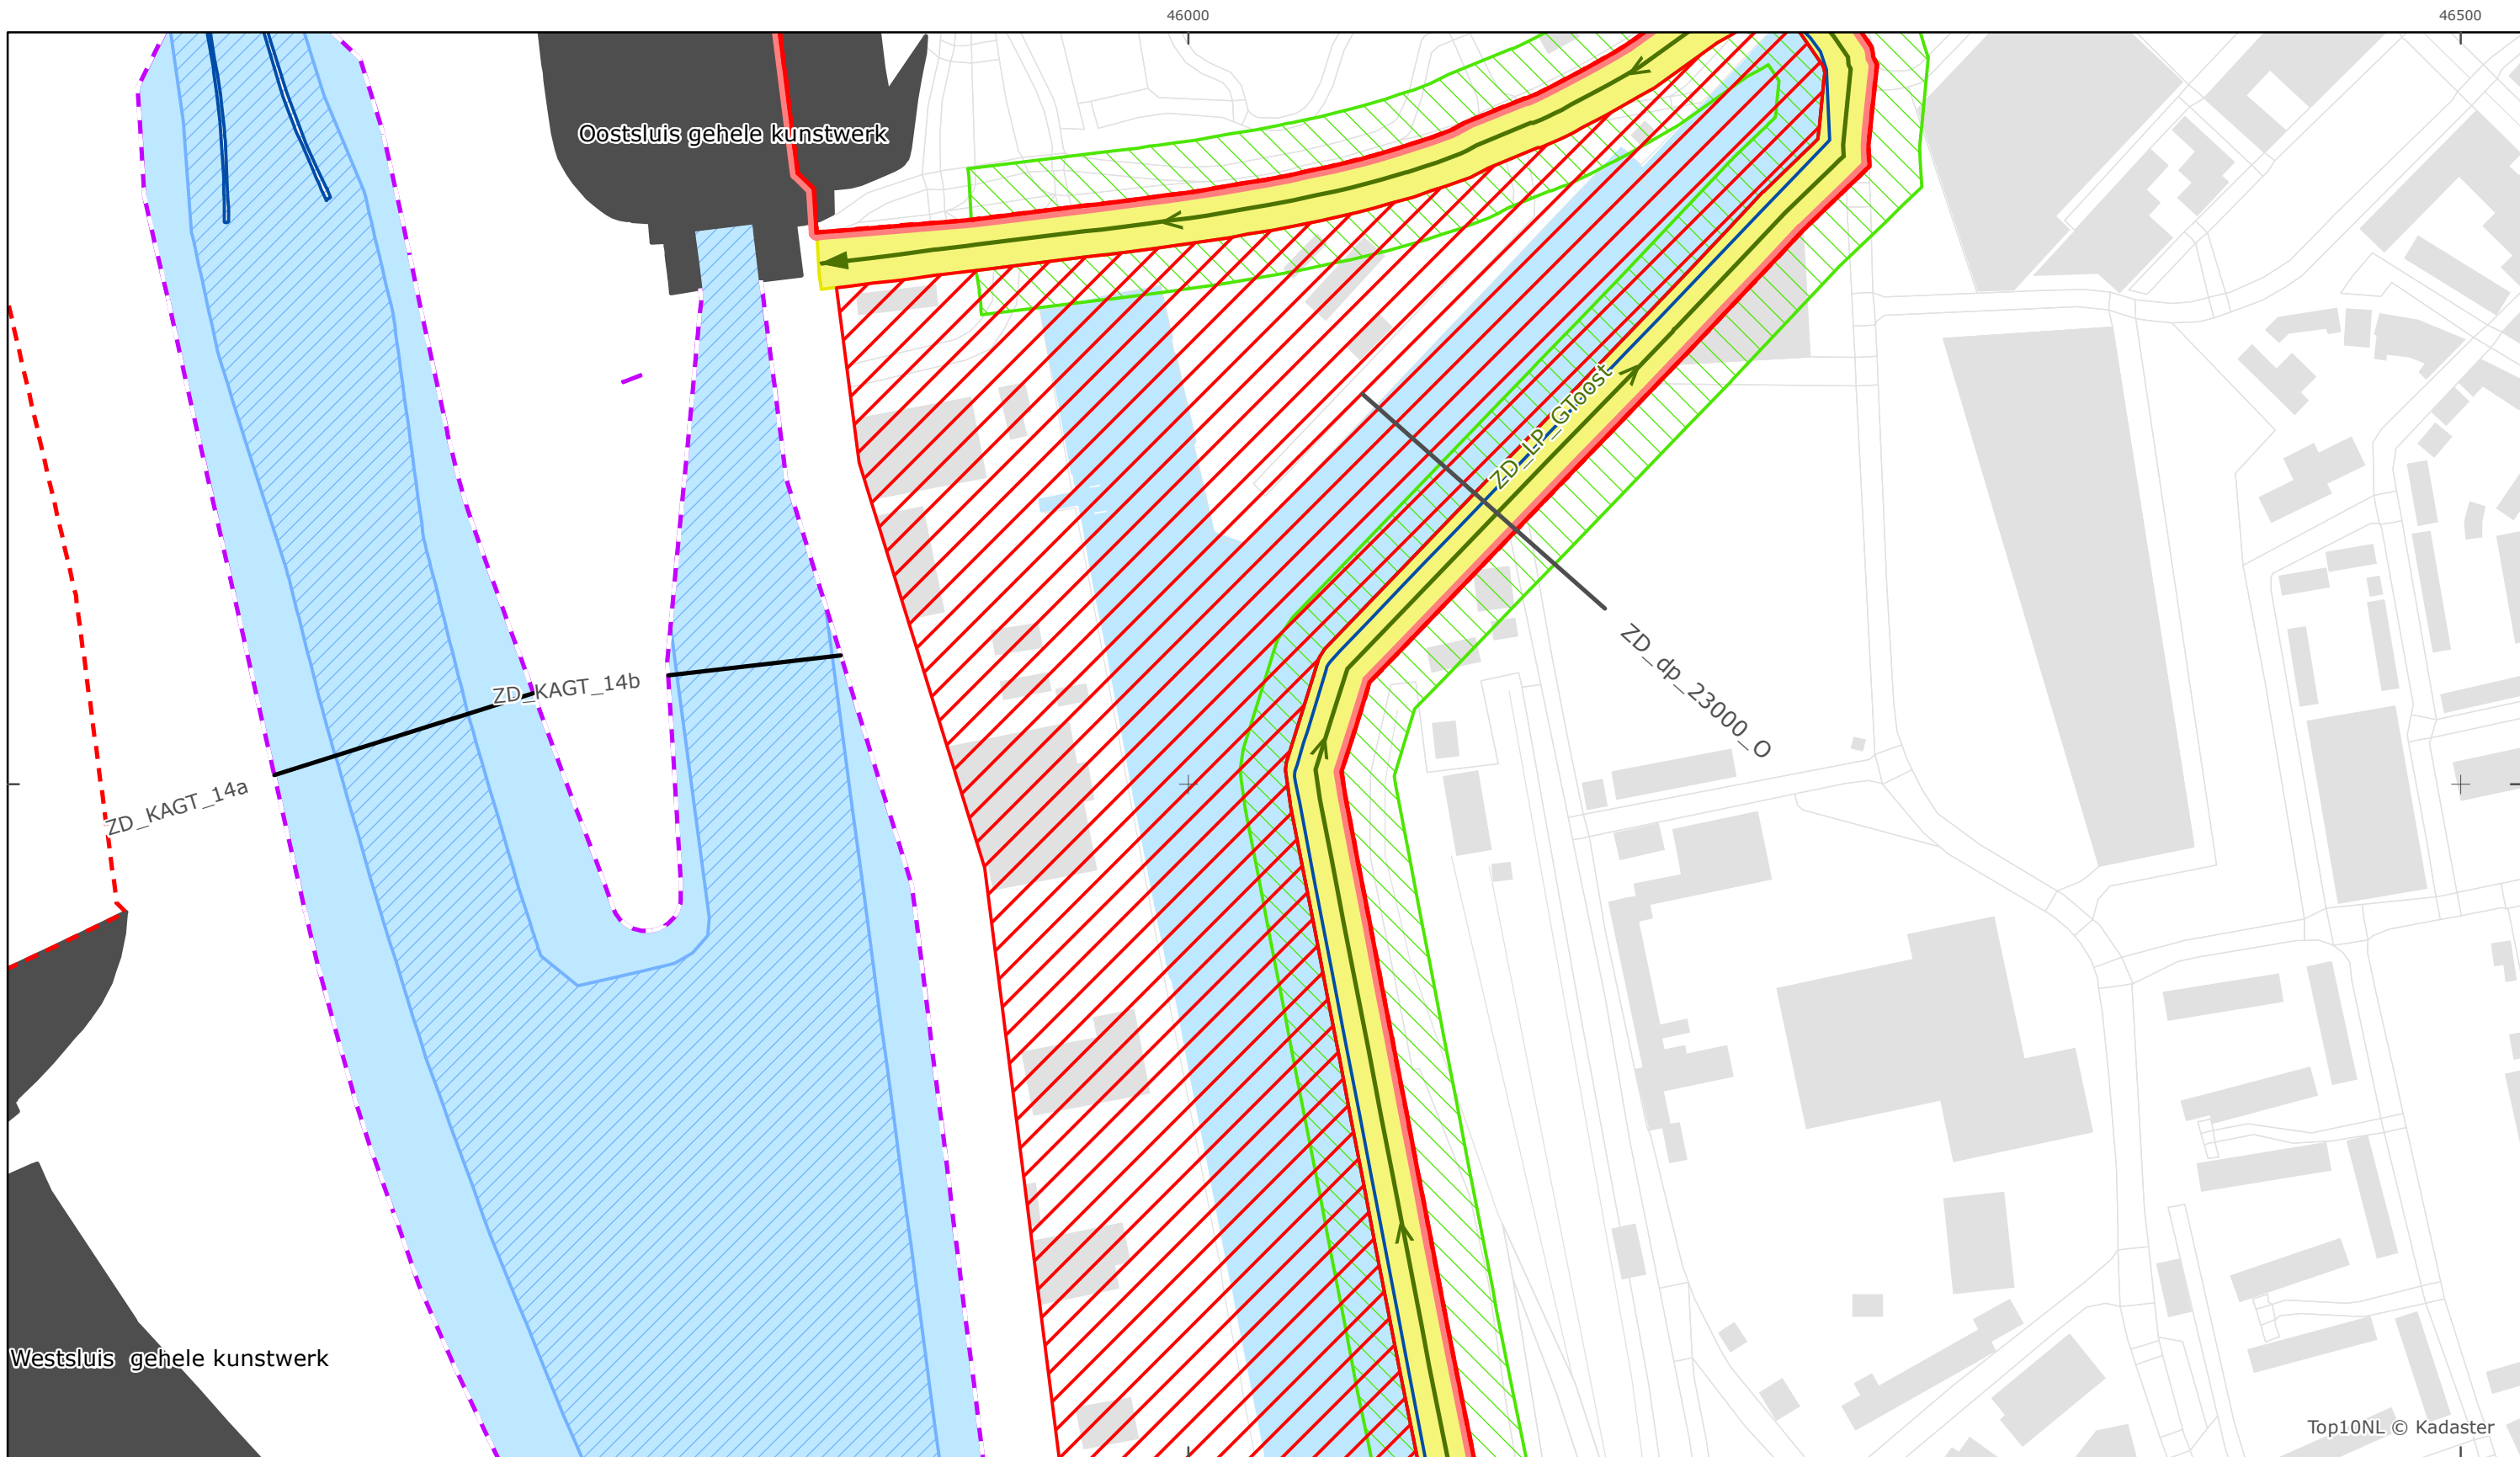 46000
46500
Oostsluis gehele kunstwerk
ZD_LP_GToost
ZD_dp_23000_O
ZD_KAGT_14b
ZD_KAGT_14a
Westsluis  gehele kunstwerk
Top10NL © Kadaster